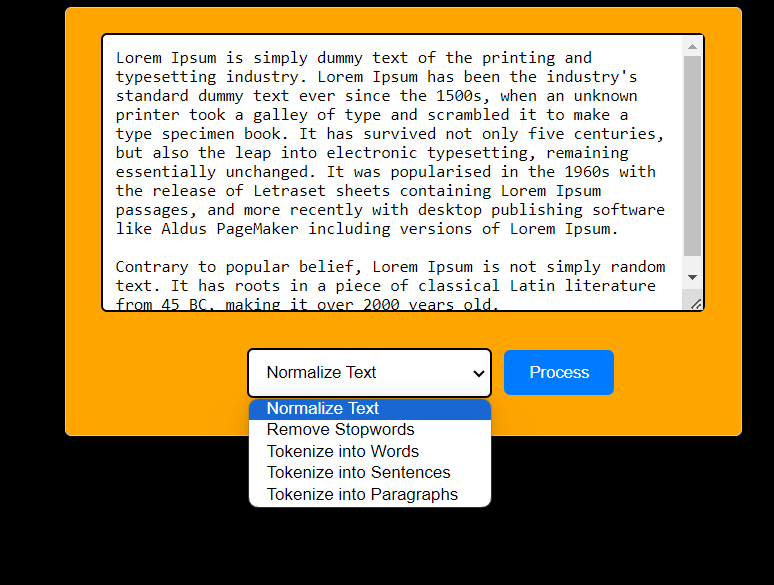 Lorem Ipsum is simply dummy text of the printing and
typesetting industry. Lorem Ipsum has been the industry's
standard dummy text ever since the 1500s, when an unknown
printer took a galley of type and scrambled it to make a
type specimen book. It has survived not only five centuries,
but also the leap into electronic typesetting, remaining
essentially unchanged. It was popularised in the 1960s with
the release of Letraset sheets containing Lorem Ipsum
passages, and more recently with desktop publishing software
like Aldus PageMaker including versions of Lorem Ipsum.
Contrary to popular belief, Lorem Ipsum is not simply random
text. It has roots in a piece of classical Latin literature
from 45 BC, making it over 2000 years old.
Normalize Text
Process
Normalize Text
Remove Stopwords
Tokenize into Words
Tokenize into Sentences
Tokenize into Paragraphs